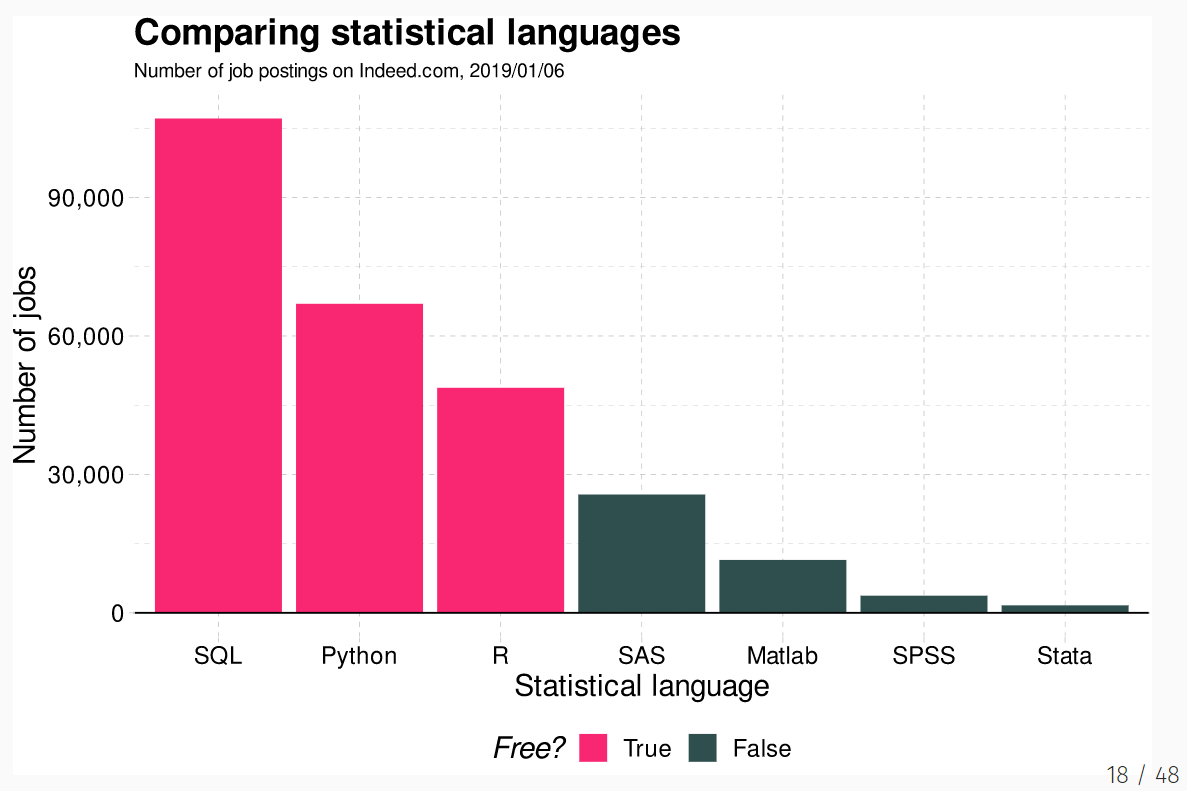 Comparing statistical languages
Number of job postings on Indeed.com, 2019/01/06
Number of jobs
90,000
60,000
30,000
0
SQL Python R SAS Matlab SPSS Stata
Statistical language
Free? True False
18 / 48